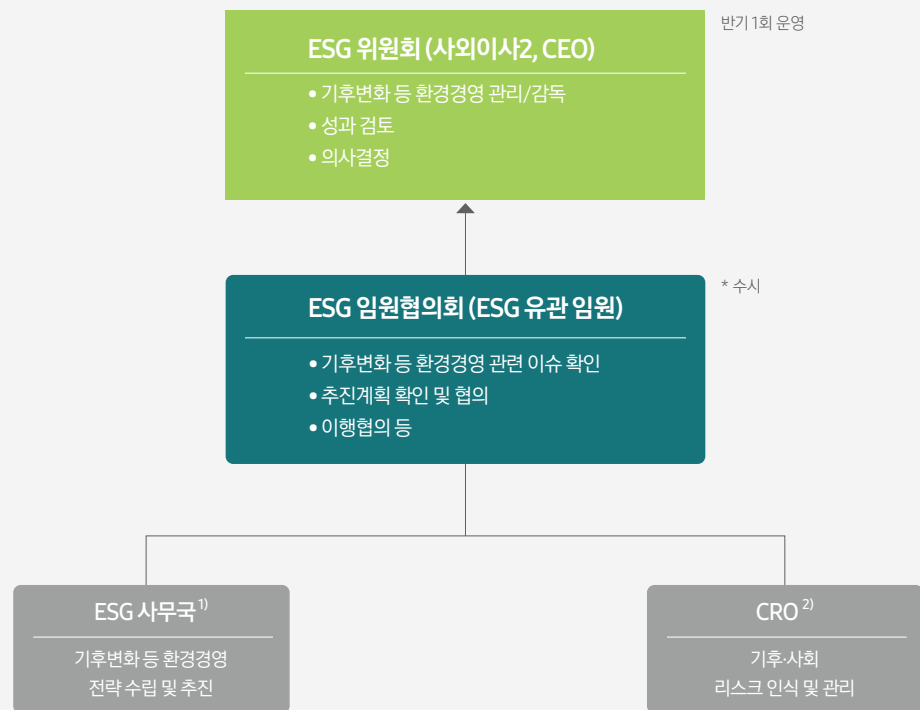 반기 1회 운영
ESG 위원회 (사외이사2, CEO)
• 기후변화 등 환경경영 관리/감독
• 성과 검토
• 의사결정
* 수시
ESG 임원협의회 (ESG 유관 임원)
• 기후변화 등 환경경영 관련 이슈 확인
• 추진계획 확인 및 협의
• 이행협의 등
ESG 사무국 1)
기후변화 등 환경경영
전략 수립 및 추진
CRO 2)
기후·사회
리스크 인식 및 관리